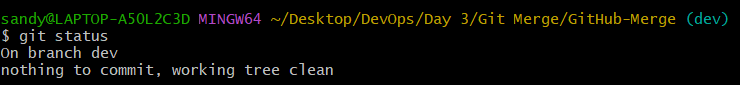 sandy@LAPTOP-A5OL2C3D MINGW64 ~/Desktop/DevOps/Day 3/Git Merge/GitHub-Merge (dev)
$ git status
On branch dev
nothing to commit, working tree clean